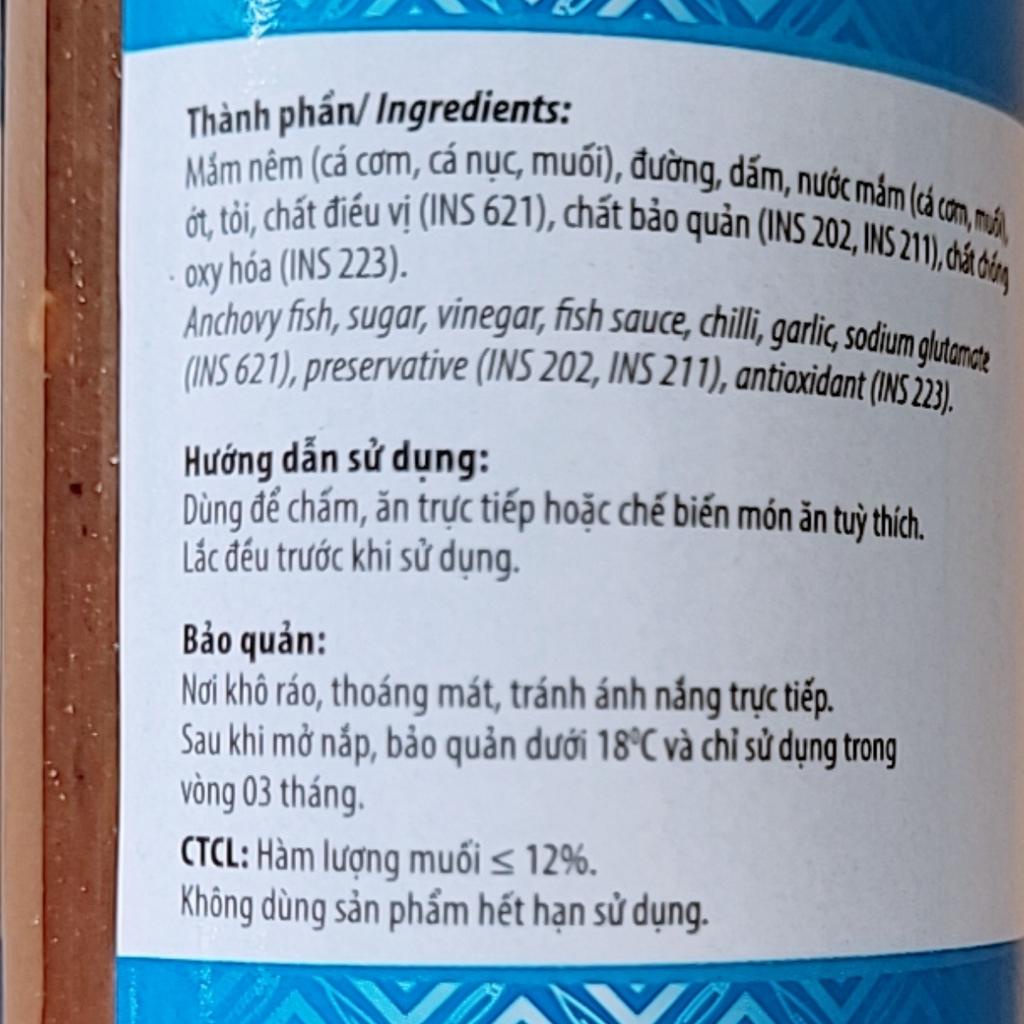 Thành phần/ Ingredients:
Mắm nêm (cá cơm, cá nục, muối), đường, dấm, nước mắm (cá cơm, muối),
ớt, tỏi, chất điều vị (INS 621), chất bảo quản (INS 202, INS 211), chất chống
oxy hóa (INS 223).
Anchovy fish, sugar, vinegar, fish sauce, chilli, garlic, sodium glutamate
(INS 621), preservative (INS 202, INS 211), antioxidant (INS 223).
Hướng dẫn sử dụng:
Dùng để chấm, ăn trực tiếp hoặc chế biến món ăn tuỳ thích.
Lắc đều trước khi sử dụng.
Bảo quản:
Nơi khô ráo, thoáng mát, tránh ánh nắng trực tiếp.
Sau khi mở nắp, bảo quản dưới 18⁰C và chỉ sử dụng trong
vòng 03 tháng.
CTCL: Hàm lượng muối ≤ 12%.
Không dùng sản phẩm hết hạn sử dụng.